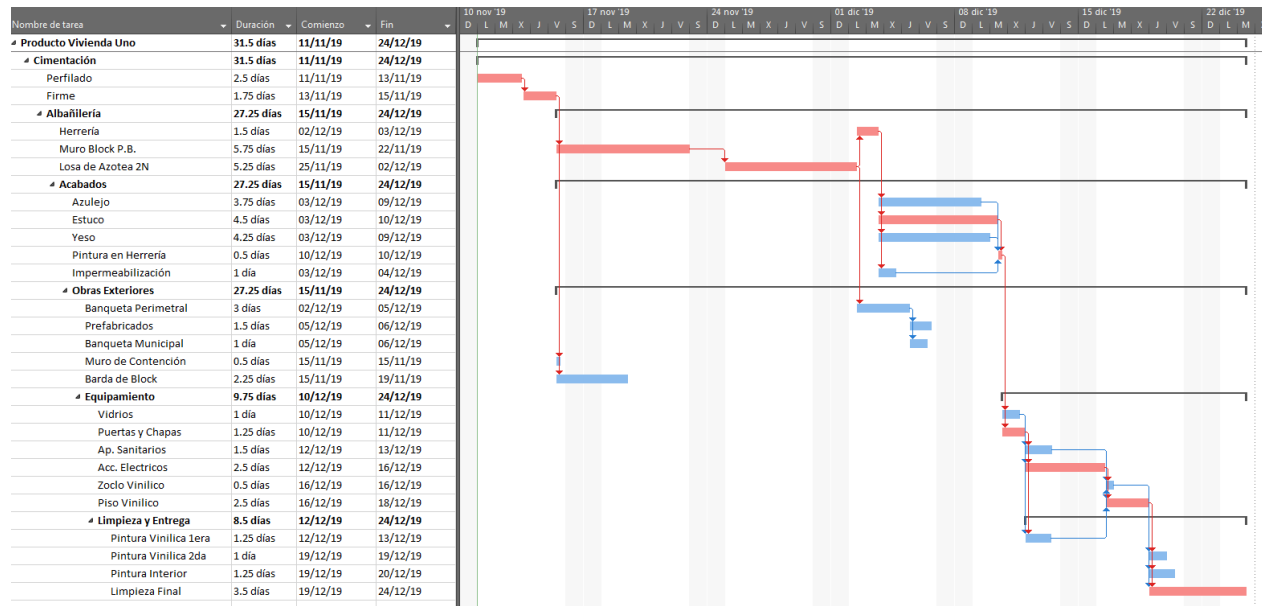 10 nov '19 17 nov '19 24 nov '19 01 dic '19 08 dic '19 15 dic '19 22 dic '19
Nombre de tarea Duración Comienzo Fin D L M X J V S D L M X J V S D L M X J V S D L M X J V S D L M X J V S D L M X J V S D L M
Producto Vivienda Uno 31.5 días 11/11/19 24/12/19
Cimentación 31.5 días 11/11/19 24/12/19
Perfilado 2.5 días 11/11/19 13/11/19
Firme 1.75 días 13/11/19 15/11/19
Albañilería 27.25 días 15/11/19 24/12/19
Herrería 1.5 días 02/12/19 03/12/19
Muro Block P.B. 5.75 días 15/11/19 22/11/19
Losa de Azotea 2N 5.25 días 25/11/19 02/12/19
Acabados 27.25 días 15/11/19 24/12/19
Azulejo 3.75 días 03/12/19 09/12/19
Estuco 4.5 días 03/12/19 10/12/19
Yeso 4.25 días 03/12/19 09/12/19
Pintura en Herrería 0.5 días 10/12/19 10/12/19
Impermeabilización 1 día 03/12/19 04/12/19
Obras Exteriores 27.25 días 15/11/19 24/12/19
Banqueta Perimetral 3 días 02/12/19 05/12/19
Prefabricados 1.5 días 05/12/19 06/12/19
Banqueta Municipal 1 día 05/12/19 06/12/19
Muro de Contención 0.5 días 15/11/19 15/11/19
Barda de Block 2.25 días 15/11/19 19/11/19
Equipamiento 9.75 días 10/12/19 24/12/19
Vidrios 1 día 10/12/19 11/12/19
Puertas y Chapas 1.25 días 10/12/19 11/12/19
Ap. Sanitarios 1.5 días 12/12/19 13/12/19
Acc. Electricos 2.5 días 12/12/19 16/12/19
Zoclo Vinilico 0.5 días 16/12/19 16/12/19
Piso Vinilico 2.5 días 16/12/19 18/12/19
Limpieza y Entrega 8.5 días 12/12/19 24/12/19
Pintura Vinilica 1era 1.25 días 12/12/19 13/12/19
Pintura Vinilica 2da 1 día 19/12/19 19/12/19
Pintura Interior 1.25 días 19/12/19 20/12/19
Limpieza Final 3.5 días 19/12/19 24/12/19